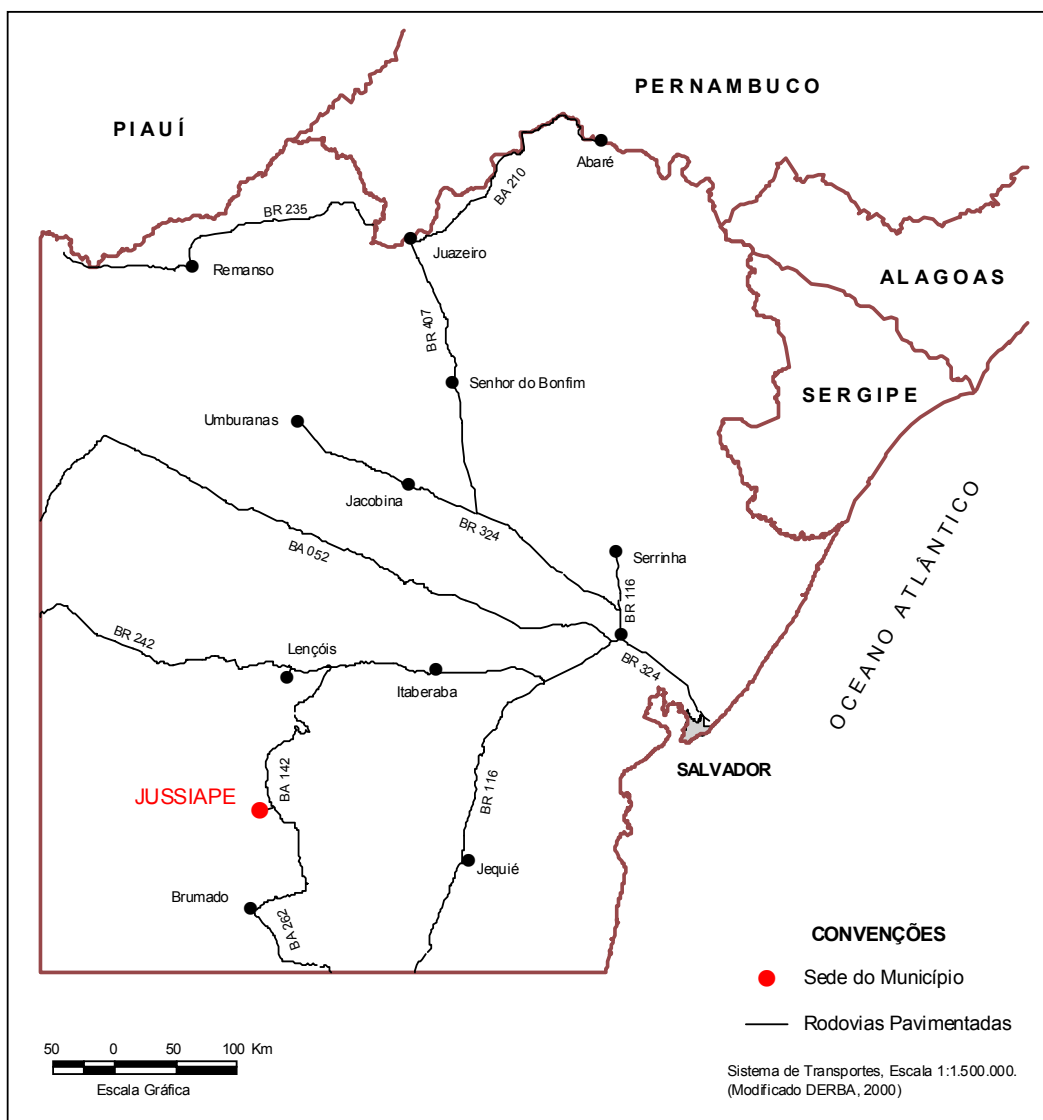 PERNAMBUCO
PIAUÍ
Abaré
BA 210
BR 235
Juazeiro
Remanso
ALAGOAS
BR 407
Senhor do Bonfim
SERGIPE
Umburanas
Jacobina
OCEANO ATLÂNTICO
BR 324
BA 052
Serrinha
BR 116
BR 242
Lençóis
BR 324
Itaberaba
SALVADOR
BA 142
JUSSIAPE
BR 116
Jequié
Brumado
BA 262
CONVENÇÕES
Sede do Município
Rodovias Pavimentadas
50 0 50 100 Km
Escala Gráfica
Sistema de Transportes, Escala 1:1.500.000.
(Modificado DERBA, 2000)